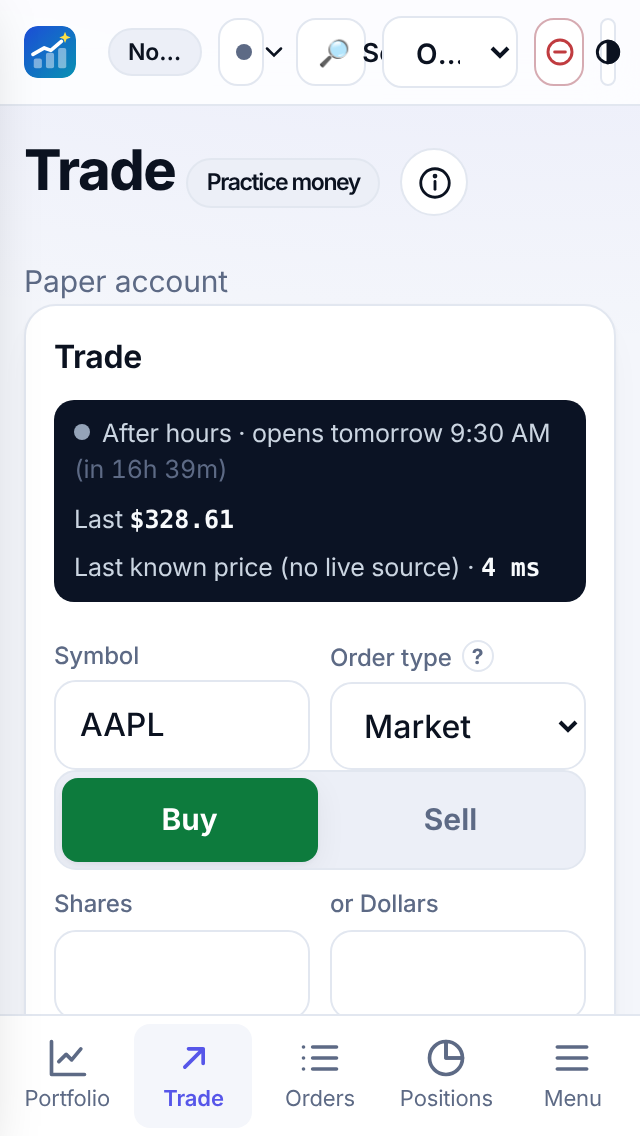 No...
🔎 Se
O...
Trade
Practice money
Paper account
Trade
After hours · opens tomorrow 9:30 AM
(in 16h 39m)
Last $328.61
Last known price (no live source) · 4 ms
Symbol
Order type ?
AAPL
Market
Buy
Sell
Shares
or Dollars
Portfolio
Trade
Orders
Positions
Menu